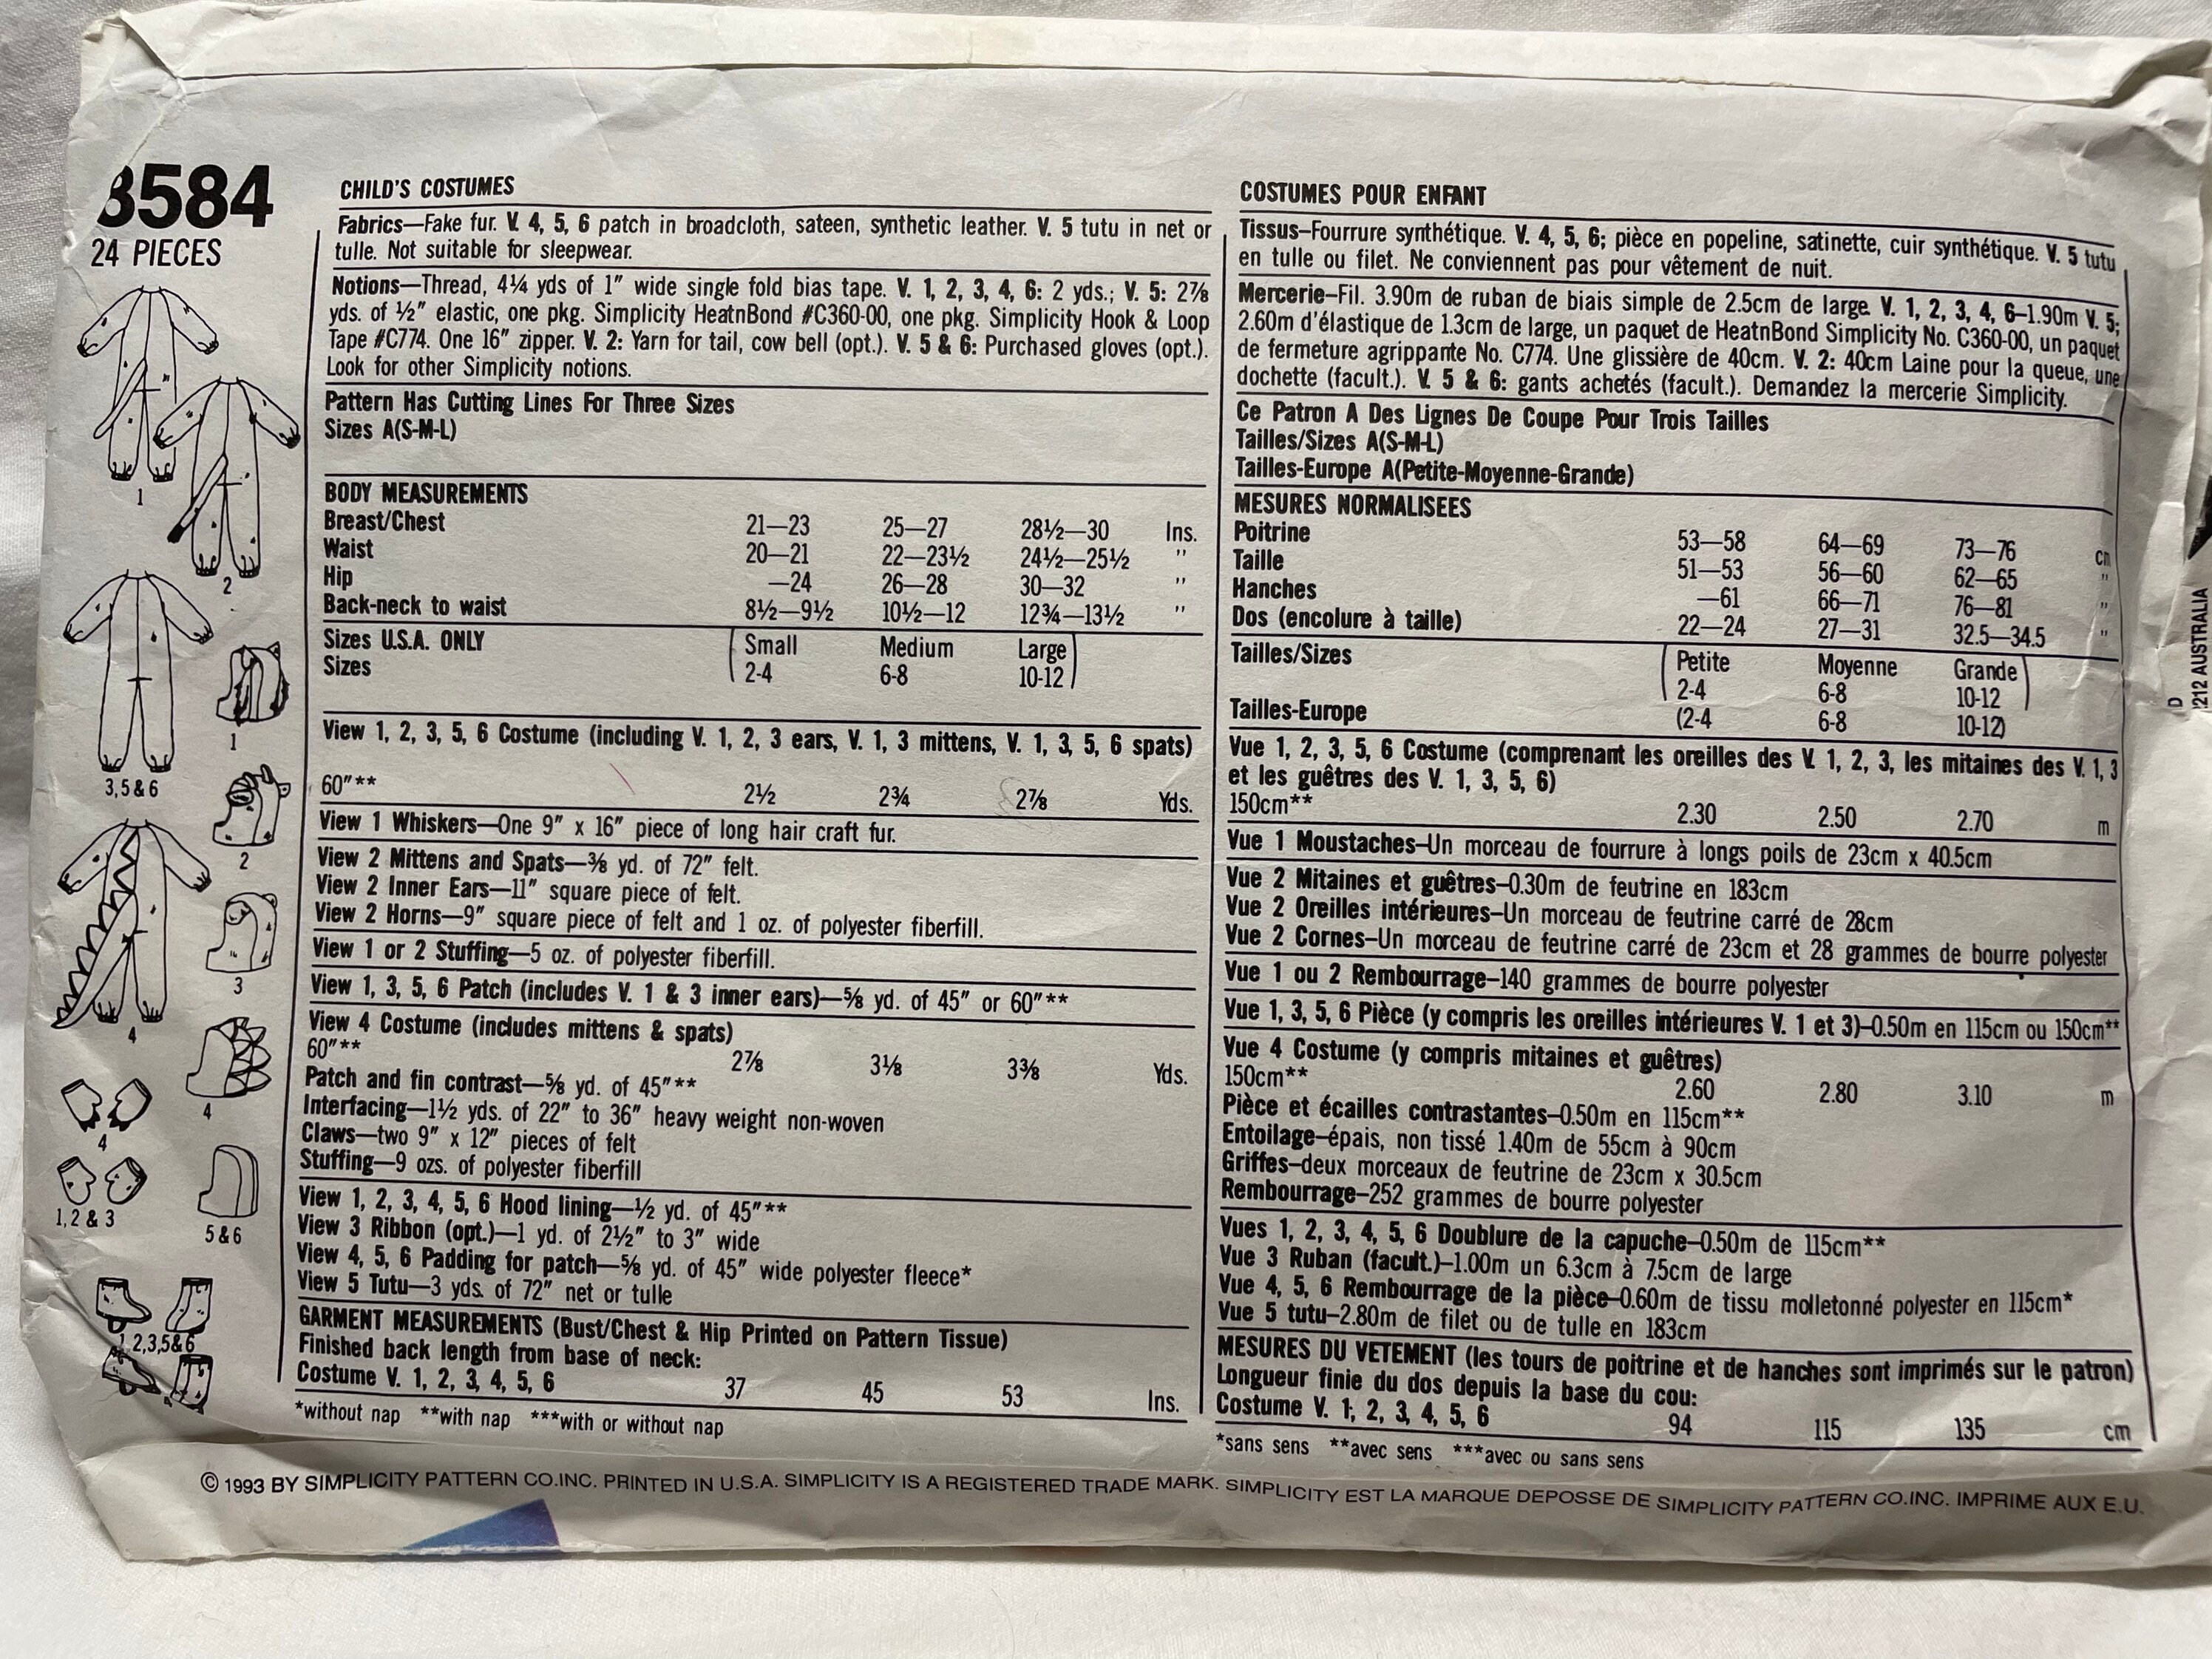 8584
24 PIECES
1
2
3,5 & 6
1
2
4
3
4
4
1, 2 & 3
5 & 6
1,2,3,5&6
CHILD'S COSTUMES
Fabrics—Fake fur. V. 4, 5, 6 patch in broadcloth, sateen, synthetic leather. V. 5 tutu in net or
tulle. Not suitable for sleepwear.
Notions—Thread, 4¼ yds of 1" wide single fold bias tape. V. 1, 2, 3, 4, 6: 2 yds.; V. 5: 2⅞
yds. of ½" elastic, one pkg. Simplicity HeatnBond #C360-00, one pkg. Simplicity Hook & Loop
Tape #C774. One 16" zipper. V. 2: Yarn for tail, cow bell (opt.). V. 5 & 6: Purchased gloves (opt.).
Look for other Simplicity notions.
Pattern Has Cutting Lines For Three Sizes
Sizes A(S-M-L)
BODY MEASUREMENTS
Breast/Chest 21—23 25—27 28½—30 Ins.
Waist 20—21 22—23½ 24½—25½ "
Hip —24 26—28 30—32 "
Back-neck to waist 8½—9½ 10½—12 12¾—13½ "
Sizes U.S.A. ONLY Small Medium Large
Sizes 2-4 6-8 10-12
View 1, 2, 3, 5, 6 Costume (including V. 1, 2, 3 ears, V. 1, 3 mittens, V. 1, 3, 5, 6 spats)
60"** 2½ 2¾ 2⅞ Yds.
View 1 Whiskers—One 9" x 16" piece of long hair craft fur.
View 2 Mittens and Spats—⅜ yd. of 72" felt.
View 2 Inner Ears—11" square piece of felt.
View 2 Horns—9" square piece of felt and 1 oz. of polyester fiberfill.
View 1 or 2 Stuffing—5 oz. of polyester fiberfill.
View 1, 3, 5, 6 Patch (includes V. 1 & 3 inner ears)—⅝ yd. of 45" or 60"**
View 4 Costume (includes mittens & spats)
60"** 2⅞ 3⅛ 3⅜ Yds.
Patch and fin contrast—⅝ yd. of 45"**
Interfacing—1½ yds. of 22" to 36" heavy weight non-woven
Claws—two 9" x 12" pieces of felt
Stuffing—9 ozs. of polyester fiberfill
View 1, 2, 3, 4, 5, 6 Hood lining—½ yd. of 45"**
View 3 Ribbon (opt.)—1 yd. of 2½" to 3" wide
View 4, 5, 6 Padding for patch—⅝ yd. of 45" wide polyester fleece*
View 5 Tutu—3 yds. of 72" net or tulle
GARMENT MEASUREMENTS (Bust/Chest & Hip Printed on Pattern Tissue)
Finished back length from base of neck:
Costume V. 1, 2, 3, 4, 5, 6 37 45 53 Ins.
*without nap **with nap ***with or without nap
COSTUMES POUR ENFANT
Tissus–Fourrure synthétique. V. 4, 5, 6; pièce en popeline, satinette, cuir synthétique. V. 5 tutu
en tulle ou filet. Ne conviennent pas pour vêtement de nuit.
Mercerie–Fil. 3.90m de ruban de biais simple de 2.5cm de large. V. 1, 2, 3, 4, 6–1.90m V. 5;
2.60m d'élastique de 1.3cm de large, un paquet de HeatnBond Simplicity No. C360-00, un paquet
de fermeture agrippante No. C774. Une glissière de 40cm. V. 2: 40cm Laine pour la queue, une
dochette (facult.). V. 5 & 6: gants achetés (facult.). Demandez la mercerie Simplicity.
Ce Patron A Des Lignes De Coupe Pour Trois Tailles
Tailles/Sizes A(S-M-L)
Tailles-Europe A(Petite-Moyenne-Grande)
MESURES NORMALISEES
Poitrine 53—58 64—69 73—76 cm
Taille 51—53 56—60 62—65 "
Hanches —61 66—71 76—81 "
Dos (encolure à taille) 22—24 27—31 32.5—34.5 "
Tailles/Sizes Petite Moyenne Grande
2-4 6-8 10-12
Tailles-Europe (2-4 6-8 10-12)
Vue 1, 2, 3, 5, 6 Costume (comprenant les oreilles des V. 1, 2, 3, les mitaines des V. 1, 3
et les guêtres des V. 1, 3, 5, 6)
150cm** 2.30 2.50 2.70 m
Vue 1 Moustaches–Un morceau de fourrure à longs poils de 23cm x 40.5cm
Vue 2 Mitaines et guêtres–0.30m de feutrine en 183cm
Vue 2 Oreilles intérieures–Un morceau de feutrine carré de 28cm
Vue 2 Cornes–Un morceau de feutrine carré de 23cm et 28 grammes de bourre polyester
Vue 1 ou 2 Rembourrage–140 grammes de bourre polyester
Vue 1, 3, 5, 6 Pièce (y compris les oreilles intérieures V. 1 et 3)–0.50m en 115cm ou 150cm**
Vue 4 Costume (y compris mitaines et guêtres)
150cm** 2.60 2.80 3.10 m
Pièce et écailles contrastantes–0.50m en 115cm**
Entoilage–épais, non tissé 1.40m de 55cm à 90cm
Griffes–deux morceaux de feutrine de 23cm x 30.5cm
Rembourrage–252 grammes de bourre polyester
Vues 1, 2, 3, 4, 5, 6 Doublure de la capuche–0.50m de 115cm**
Vue 3 Ruban (facult.)–1.00m un 6.3cm à 7.5cm de large
Vue 4, 5, 6 Rembourrage de la pièce–0.60m de tissu molletonné polyester en 115cm*
Vue 5 tutu–2.80m de filet ou de tulle en 183cm
MESURES DU VETEMENT (les tours de poitrine et de hanches sont imprimés sur le patron)
Longueur finie du dos depuis la base du cou:
Costume V. 1, 2, 3, 4, 5, 6 94 115 135 cm
*sans sens **avec sens ***avec ou sans sens
© 1993 BY SIMPLICITY PATTERN CO.INC. PRINTED IN U.S.A. SIMPLICITY IS A REGISTERED TRADE MARK. SIMPLICITY EST LA MARQUE DEPOSSE DE SIMPLICITY PATTERN CO.INC. IMPRIME AUX E.U.
2212 AUSTRALIA